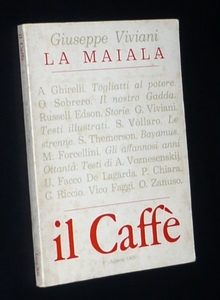 Giuseppe Viviani
LA MAIALA
A. Ghirelli. Togliatti al potere.
O. Sobrero. Il nostro Gadda.
Russell Edson. Storie. G. Viviani.
Testi illustrati. S. Vollaro. Le
strenne. S. Themerson. Bayamus.
M. Forcellini. Gli affannosi anni
Ottanta. Testi di A. Voznesenskij,
U. Facco De Lagarda, P. Chiara,
C. Riccio, Vico Faggi, O. Zanuso.
il Caffè